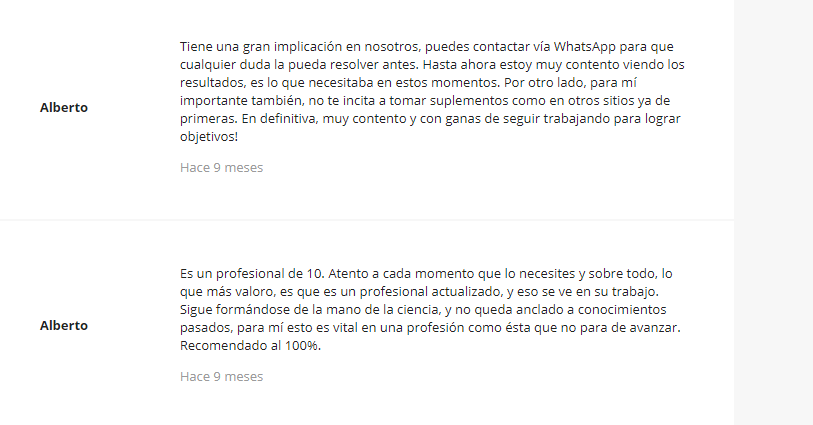 Tiene una gran implicación en nosotros, puedes contactar vía WhatsApp para que
cualquier duda la pueda resolver antes. Hasta ahora estoy muy contento viendo los
resultados, es lo que necesitaba en estos momentos. Por otro lado, para mí
Alberto
importante también, no te incita a tomar suplementos como en otros sitios ya de
primeras. En definitiva, muy contento y con ganas de seguir trabajando para lograr
objetivos!
Hace 9 meses
Es un profesional de 10. Atento a cada momento que lo necesites y sobre todo, lo
que más valoro, es que es un profesional actualizado, y eso se ve en su trabajo.
Sigue formándose de la mano de la ciencia, y no queda anclado a conocimientos
Alberto
pasados, para mí esto es vital en una profesión como ésta que no para de avanzar.
Recomendado al 100%.
Hace 9 meses